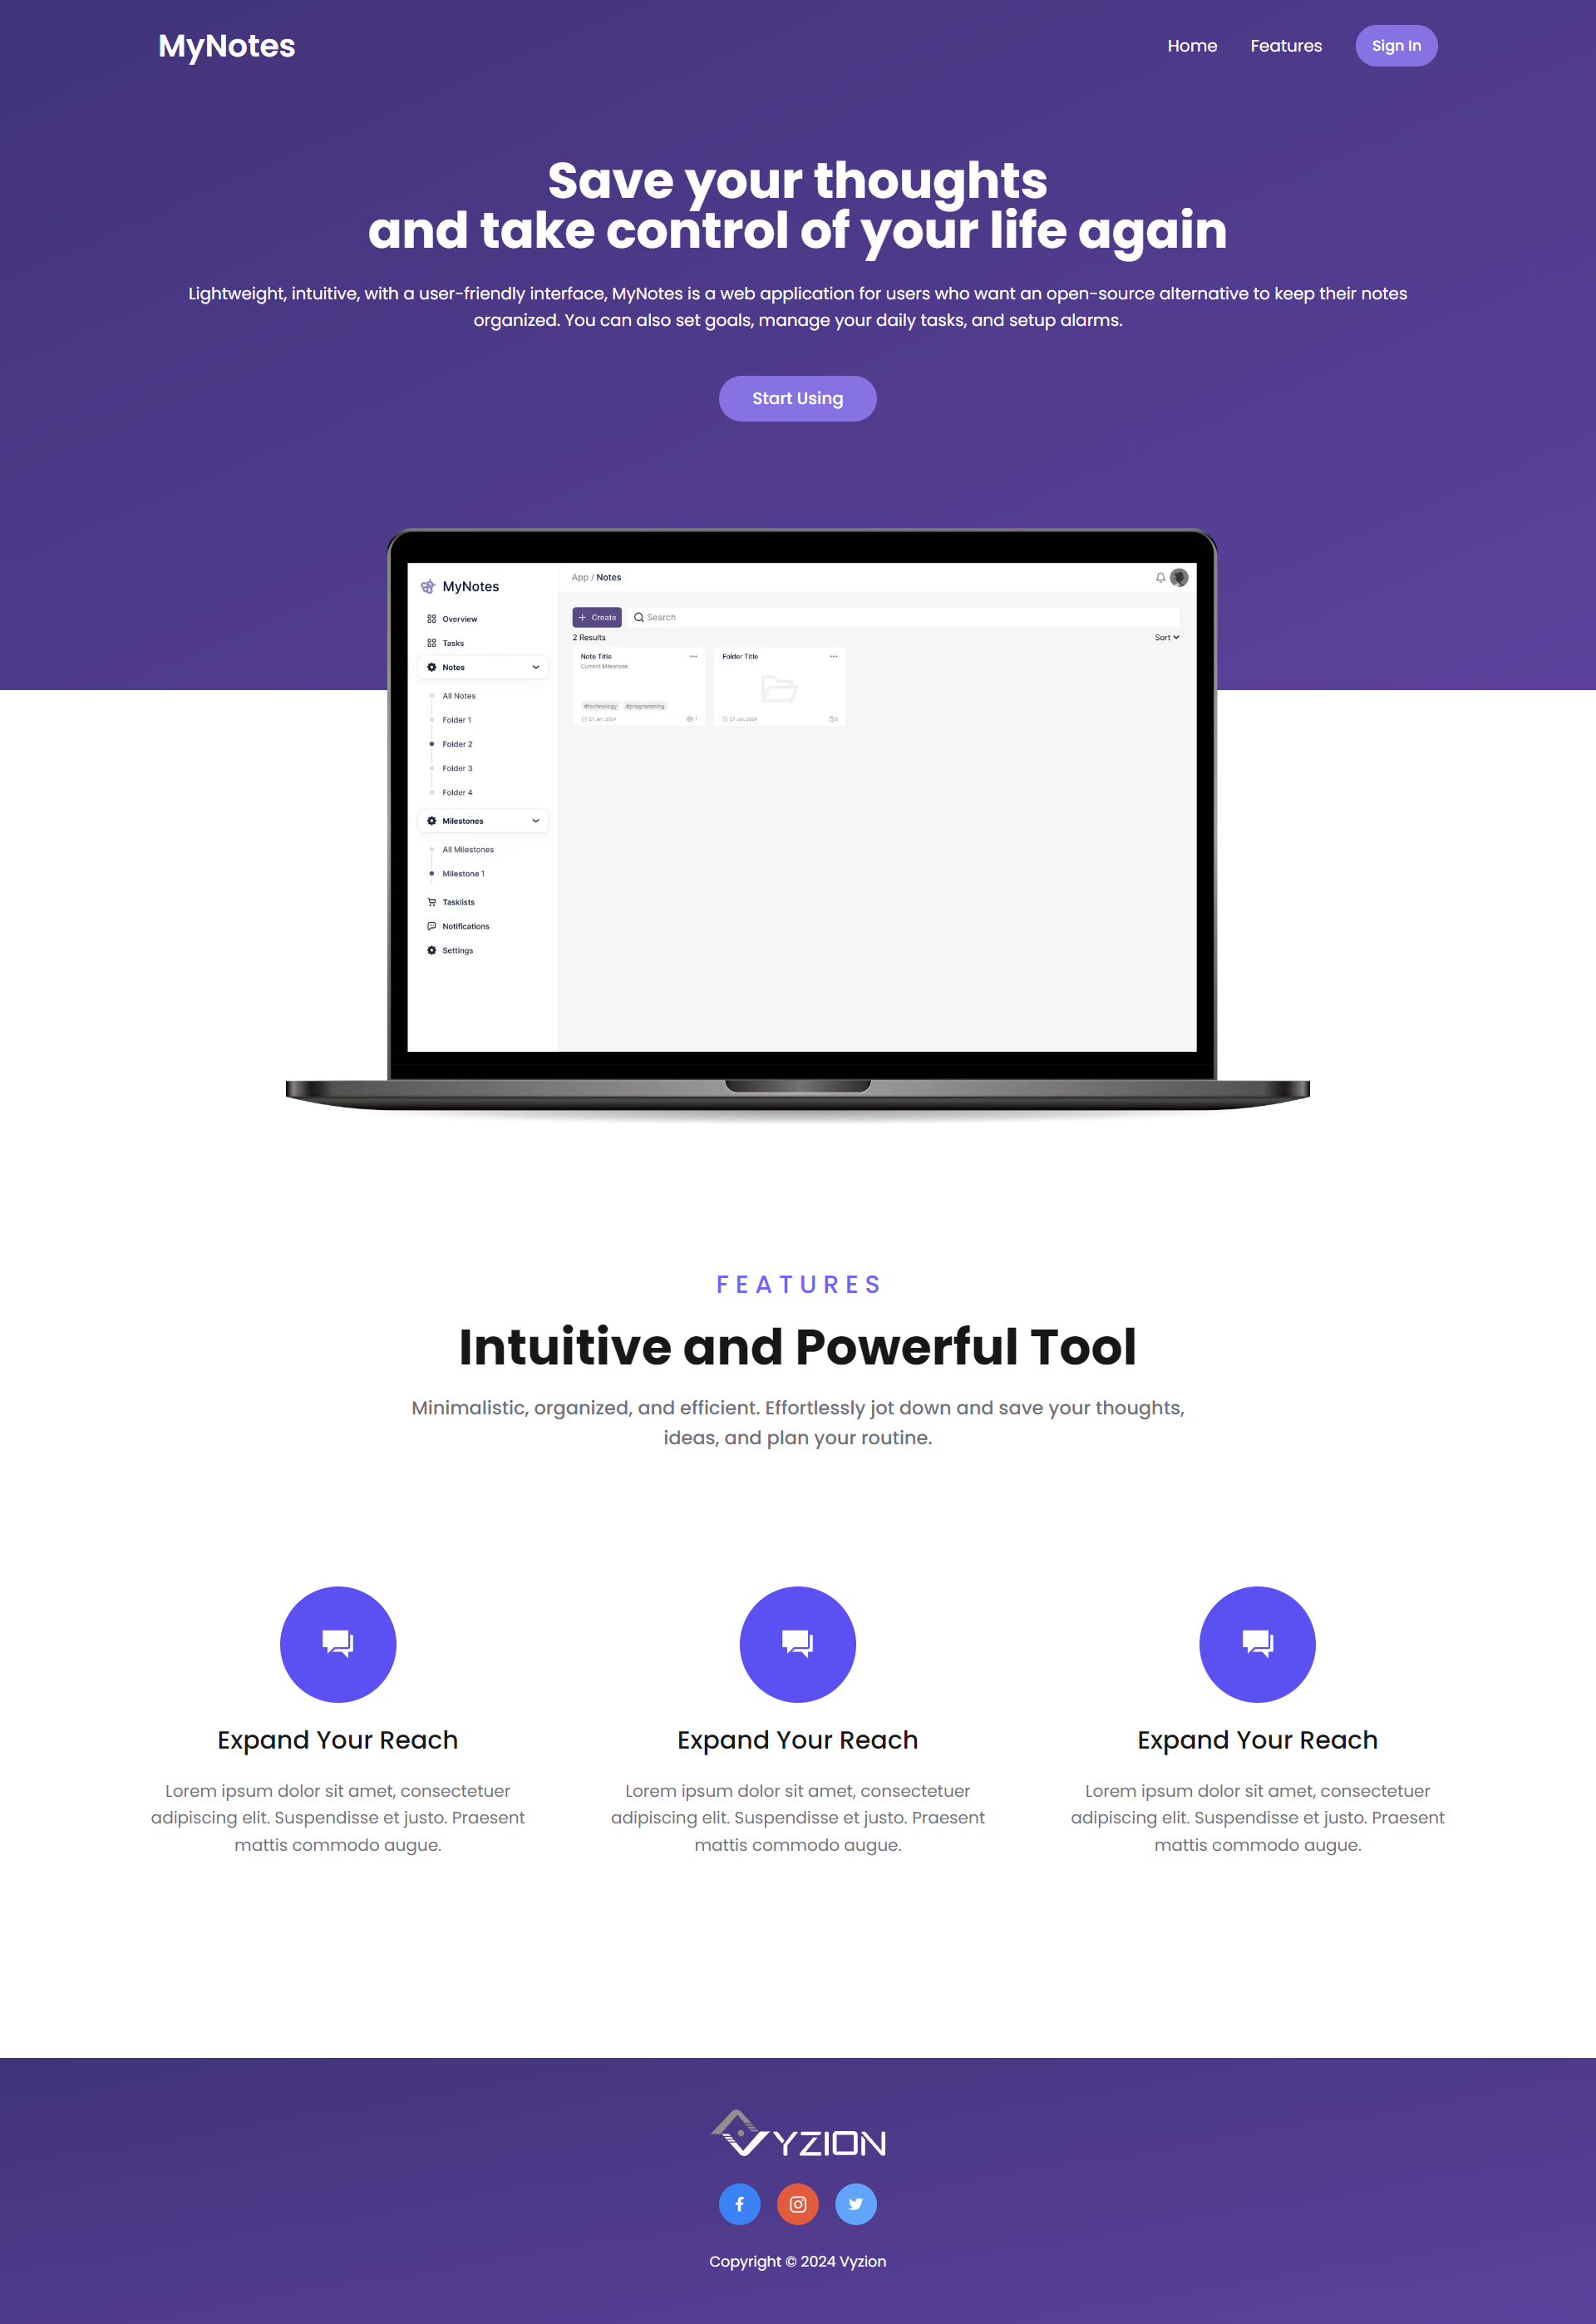 MyNotes
Home
Features
Sign In
Save your thoughts
and take control of your life again
Lightweight, intuitive, with a user-friendly interface, MyNotes is a web application for users who want an open-source alternative to keep their notes
organized. You can also set goals, manage your daily tasks, and setup alarms.
Start Using
MyNotes
Overview
Tasks
Notes
All Notes
Folder 1
Folder 2
Folder 3
Folder 4
Milestones
All Milestones
Milestone 1
Tasklists
Notifications
Settings
App / Notes
+ Create
Search
2 Results
Sort
Note Title
Current Milestone
#technology #programming
27 Jan, 2024
1
Folder Title
27 Jan, 2024
FEATURES
Intuitive and Powerful Tool
Minimalistic, organized, and efficient. Effortlessly jot down and save your thoughts,
ideas, and plan your routine.
Expand Your Reach
Lorem ipsum dolor sit amet, consectetuer
adipiscing elit. Suspendisse et justo. Praesent
mattis commodo augue.
Expand Your Reach
Lorem ipsum dolor sit amet, consectetuer
adipiscing elit. Suspendisse et justo. Praesent
mattis commodo augue.
Expand Your Reach
Lorem ipsum dolor sit amet, consectetuer
adipiscing elit. Suspendisse et justo. Praesent
mattis commodo augue.
VYZION
Copyright © 2024 Vyzion